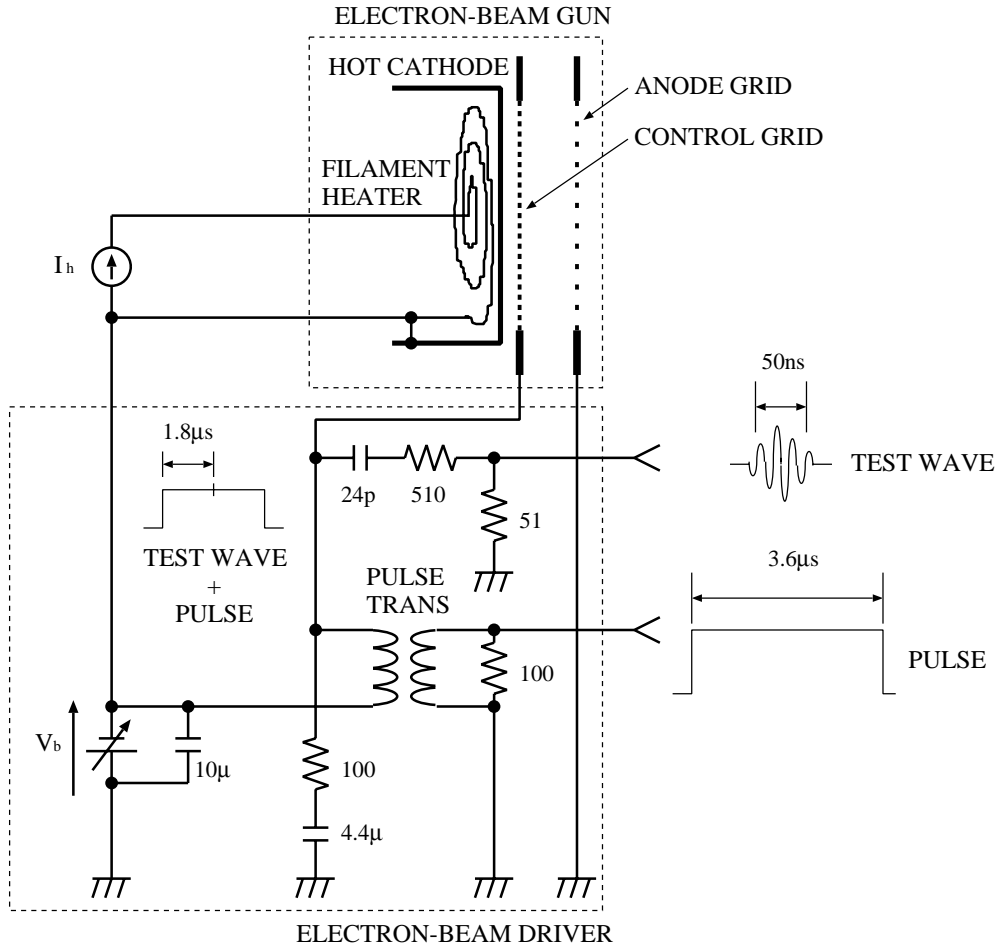 ELECTRON-BEAM GUN
HOT CATHODE
ANODE GRID
CONTROL GRID
FILAMENT
HEATER
I h
50ns
1.8μs
TEST WAVE
24p
510
51
TEST WAVE
+
PULSE
PULSE
TRANS
3.6μs
100
PULSE
Vb
10μ
100
4.4μ
ELECTRON-BEAM DRIVER